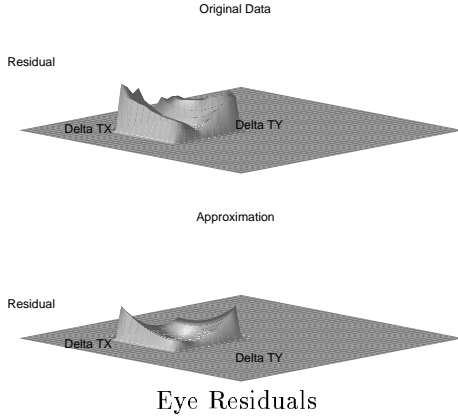 Original Data
Residual
Delta TX
Delta TY
Approximation
Residual
Delta TX
Delta TY
Eye Residuals